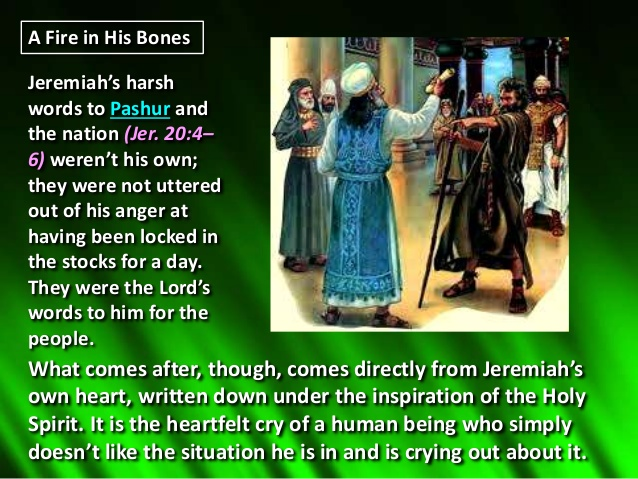 A Fire in His Bones
Jeremiah’s harsh
words to Pashur and
the nation (Jer. 20:4–
6) weren’t his own;
they were not uttered
out of his anger at
having been locked in
the stocks for a day.
They were the Lord’s
words to him for the
people.
What comes after, though, comes directly from Jeremiah’s
own heart, written down under the inspiration of the Holy
Spirit. It is the heartfelt cry of a human being who simply
doesn’t like the situation he is in and is crying out about it.